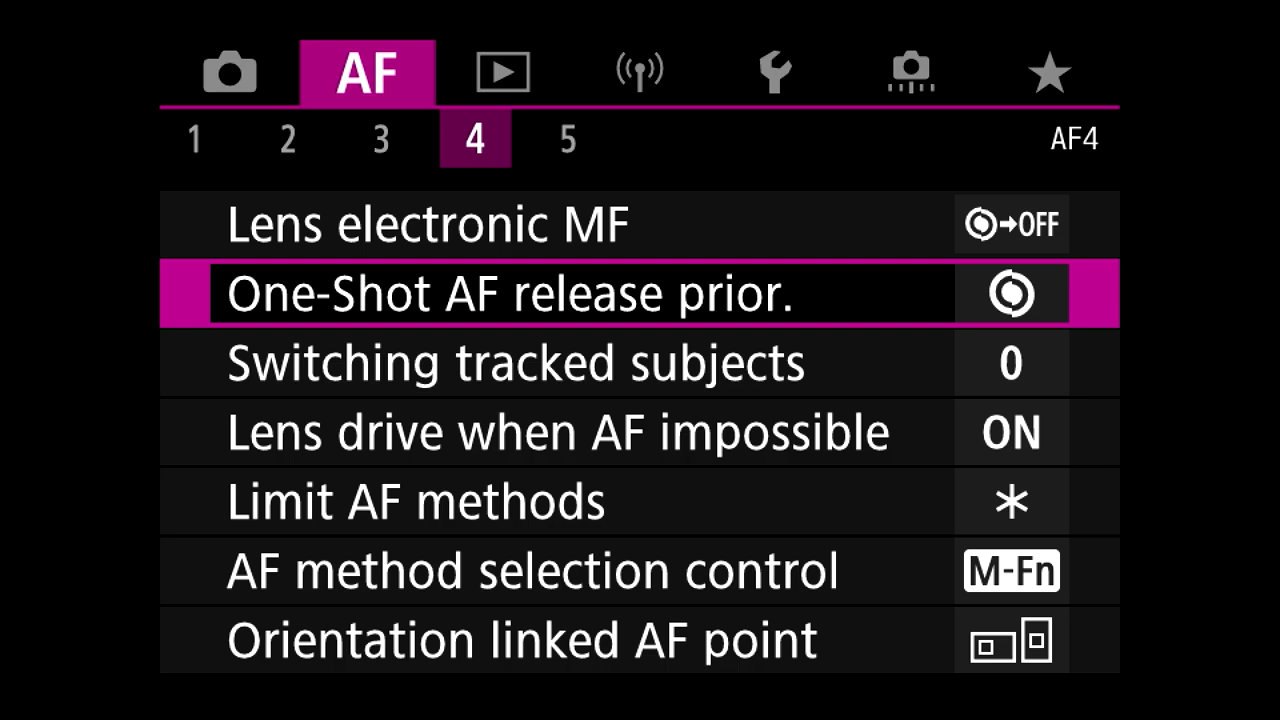 AF
1 2 3 4 5 AF4
Lens electronic MF →OFF
One-Shot AF release prior.
Switching tracked subjects 0
Lens drive when AF impossible ON
Limit AF methods *
AF method selection control M-Fn
Orientation linked AF point